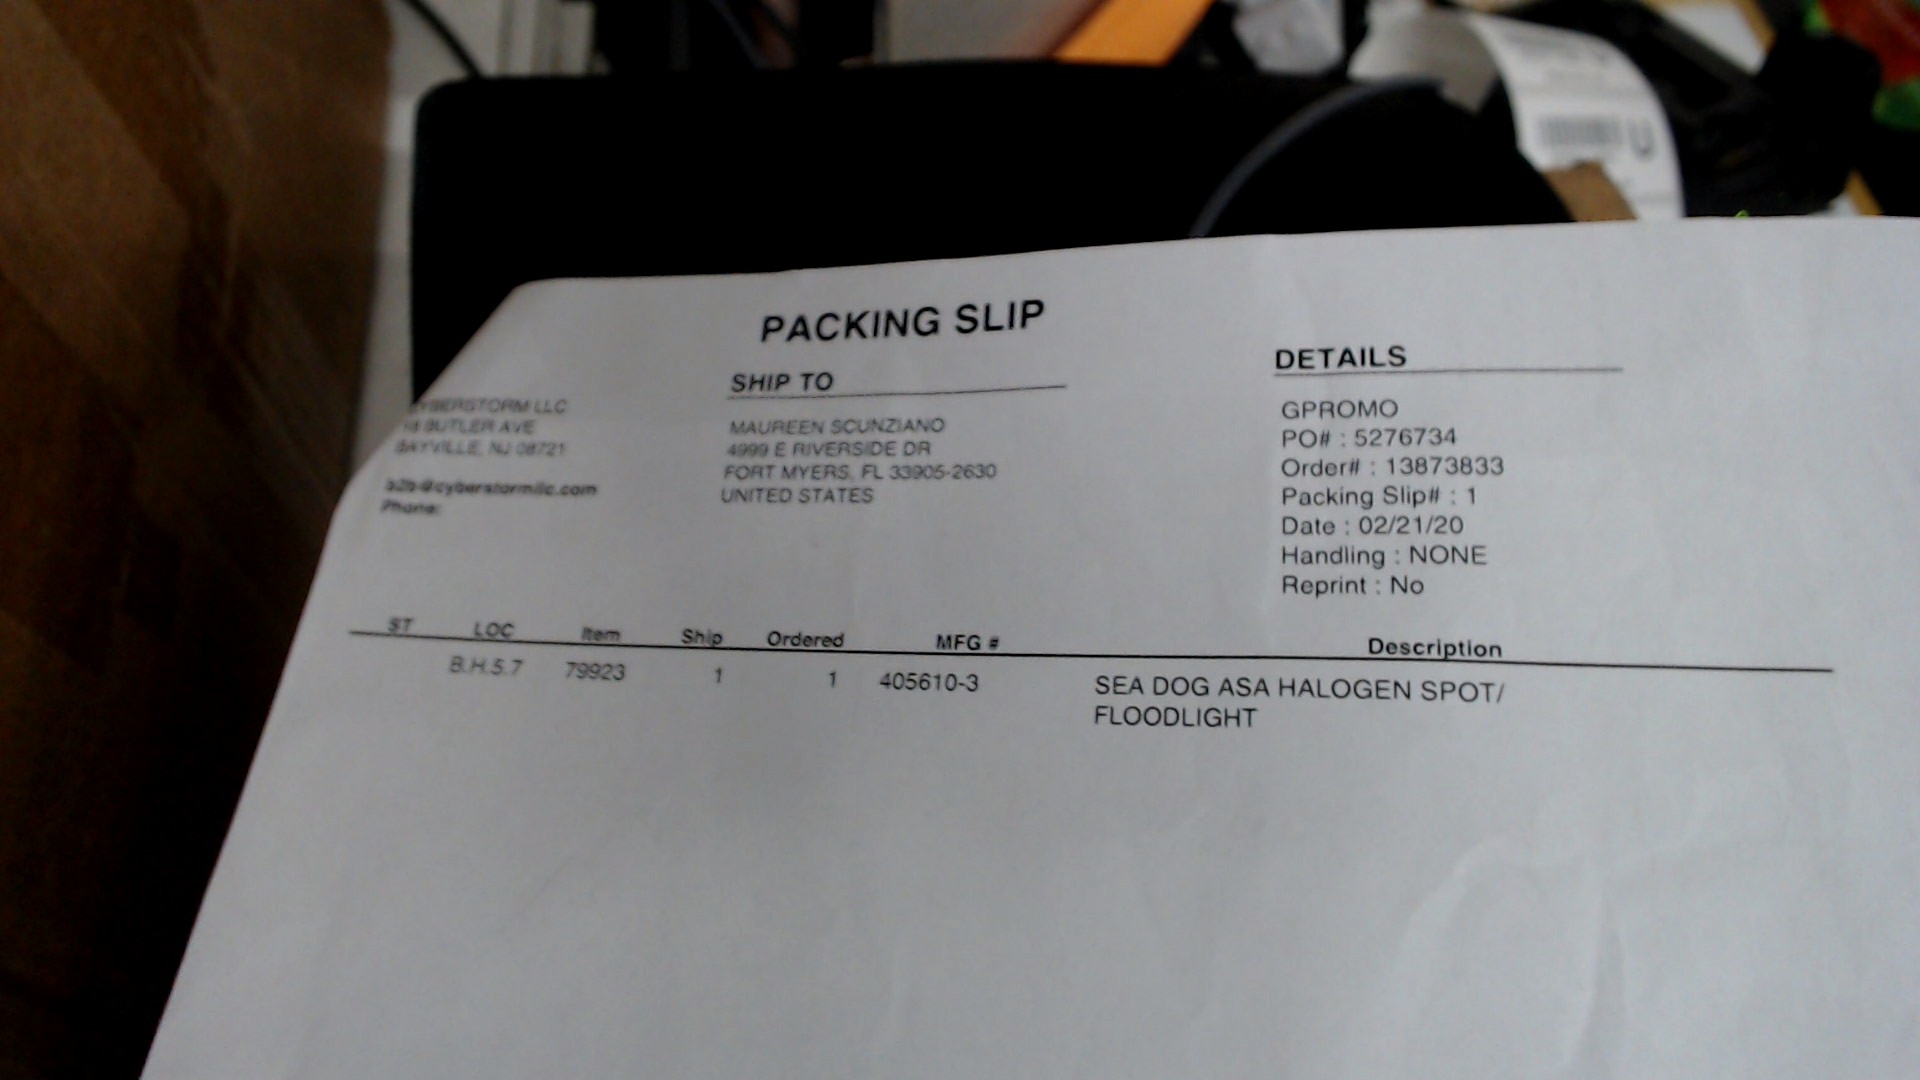 PACKING SLIP
CYBERSTORM LLC
BUTLER AVE
BAYVILLE, NJ 08721
b2b@cyberstormllc.com
Phone:
SHIP TO
MAUREEN SCUNZIANO
4999 E RIVERSIDE DR
FORT MYERS, FL 33905-2630
UNITED STATES
DETAILS
GPROMO
PO# : 5276734
Order# : 13873833
Packing Slip# : 1
Date : 02/21/20
Handling : NONE
Reprint : No
ST LOC Item Ship Ordered MFG # Description
B.H.5.7 79923 1 1 405610-3 SEA DOG ASA HALOGEN SPOT/
FLOODLIGHT
U